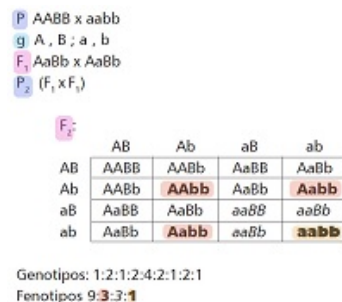 P AABB x aabb
g A , B ; a , b
F₁ AaBb x AaBb
P₂ (F₁ x F₁)
F₂:
AB Ab aB ab
AB AABB AABb AaBB AaBb
Ab AABb AAbb AaBb Aabb
aB AaBB AaBb aaBB aaBb
ab AaBb Aabb aaBb aabb
Genotipos: 1:2:1:2:4:2:1:2:1
Fenotipos 9:3:3:1